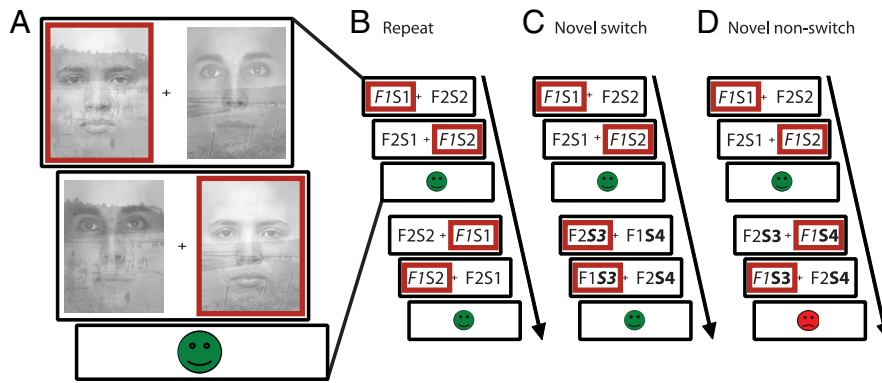 A
+
+
B Repeat
F1S1 + F2S2
F2S1 + F1S2
F2S2 + F1S1
F1S2 + F2S1
C Novel switch
F1S1 + F2S2
F2S1 + F1S2
F2S3 + F1S4
F1S3 + F2S4
D Novel non-switch
F1S1 + F2S2
F2S1 + F1S2
F2S3 + F1S4
F1S3 + F2S4